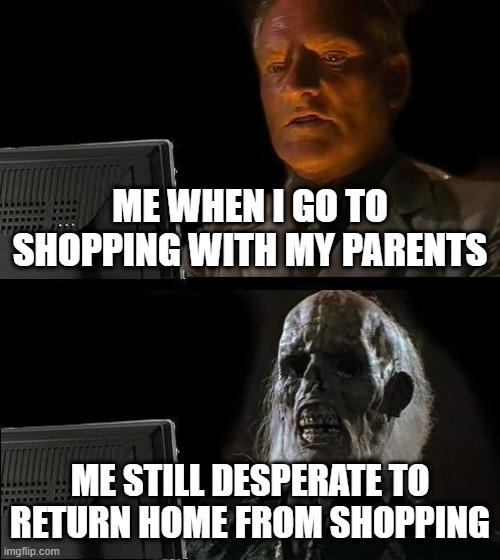 ME WHEN I GO TO
SHOPPING WITH MY PARENTS
ME STILL DESPERATE TO
RETURN HOME FROM SHOPPING
imgflip.com